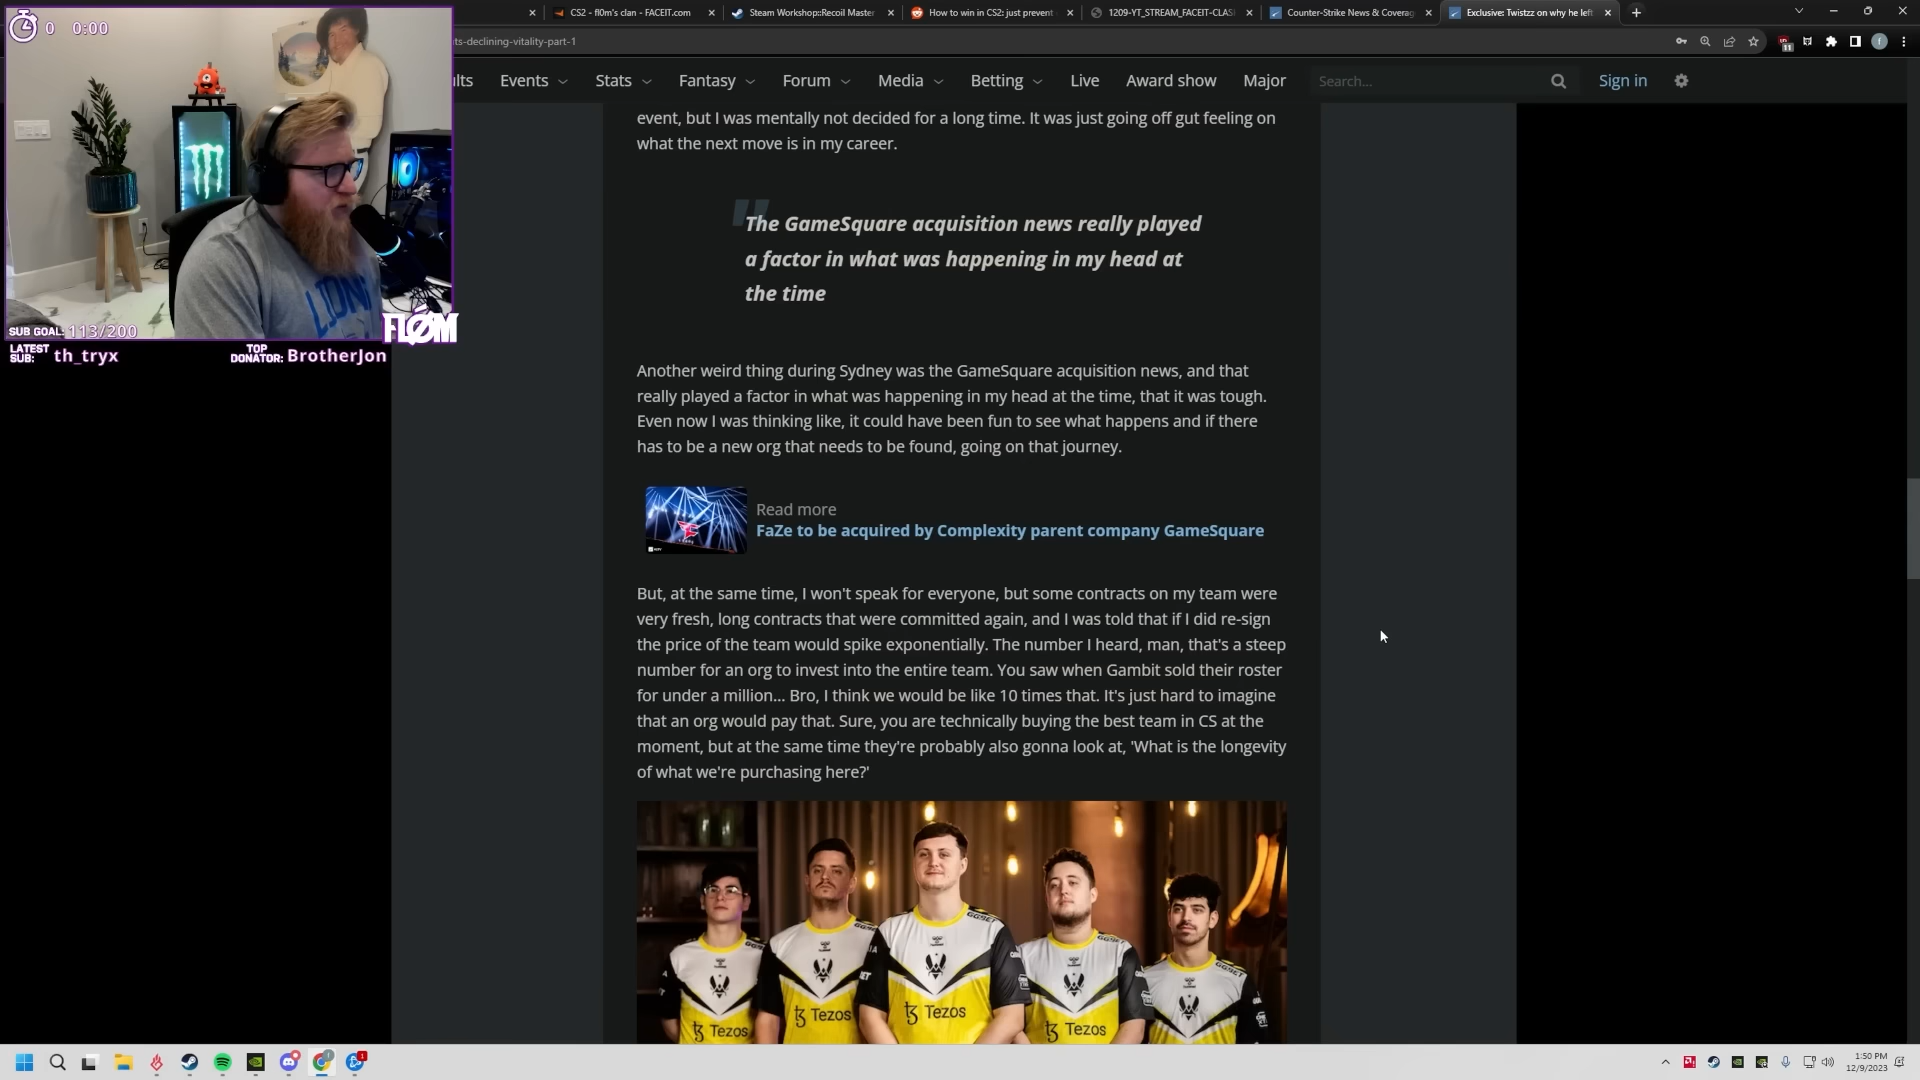 0 0:00
CS2 - fl0m's clan - FACEIT.com
Steam Workshop::Recoil Master
How to win in CS2: just prevent
1209-YT_STREAM_FACEIT-CLAS
Counter-Strike News & Coverag
Exclusive: Twistzz on why he left
ts-declining-vitality-part-1
11
ults
Events
Stats
Fantasy
Forum
Media
Betting
Live
Award show
Major
Search...
Sign in
event, but I was mentally not decided for a long time. It was just going off gut feeling on
what the next move is in my career.
The GameSquare acquisition news really played
a factor in what was happening in my head at
the time
Another weird thing during Sydney was the GameSquare acquisition news, and that
really played a factor in what was happening in my head at the time, that it was tough.
Even now I was thinking like, it could have been fun to see what happens and if there
has to be a new org that needs to be found, going on that journey.
Read more
FaZe to be acquired by Complexity parent company GameSquare
But, at the same time, I won't speak for everyone, but some contracts on my team were
very fresh, long contracts that were committed again, and I was told that if I did re-sign
the price of the team would spike exponentially. The number I heard, man, that's a steep
number for an org to invest into the entire team. You saw when Gambit sold their roster
for under a million... Bro, I think we would be like 10 times that. It's just hard to imagine
that an org would pay that. Sure, you are technically buying the best team in CS at the
moment, but at the same time they're probably also gonna look at, 'What is the longevity
of what we're purchasing here?'
LIONS
FLØM
SUB GOAL: 113/200
LATEST SUB: th_tryx
TOP DONATOR: BrotherJon
GGBET
GGBET
GGBET
GGBET
Tezos
Tezos
Tezos
Tezos
Tezos
1:50 PM
12/9/2023